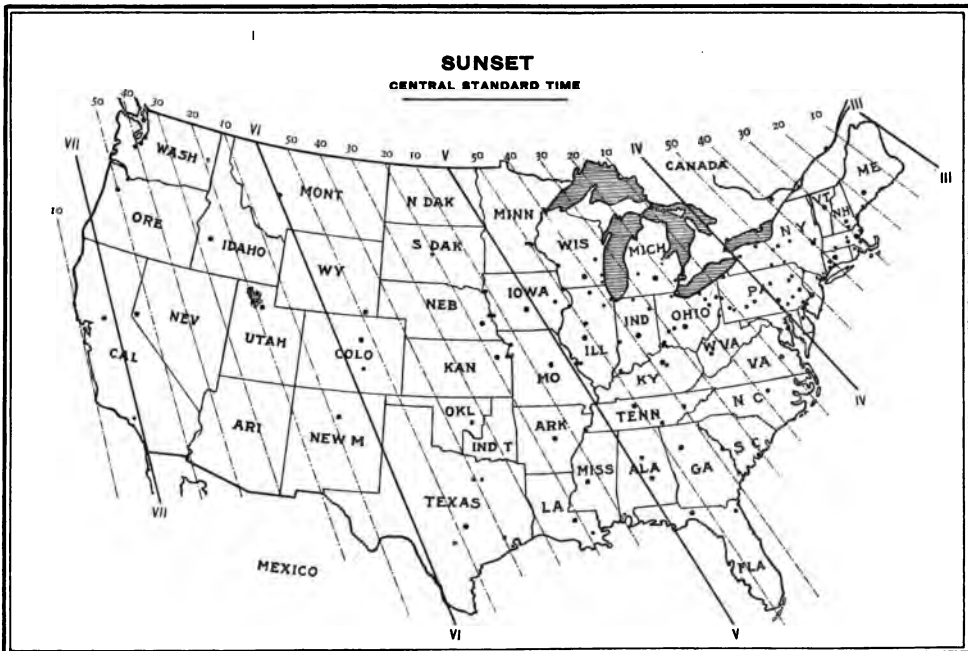 I
SUNSET
CENTRAL STANDARD TIME
50 40 30 20 10 VI 50 40 30 20 10 V 50 40 30 20 10 IV 50 40 30 20 10 III
VII
10
III
CANADA
WASH
MONT
N DAK
MINN
ME
VT
NH
ORE
IDAHO
S DAK
WIS
MICH
N Y
WY
NEB
IOWA
PA
NEV
UTAH
COLO
KAN
MO
ILL
IND
OHIO
W VA
VA
CAL
KY
N C
IV
ARI
NEW M
OKL
IND T
ARK
TENN
S C
TEXAS
LA
MISS
ALA
GA
VII
MEXICO
FLA
VI
V